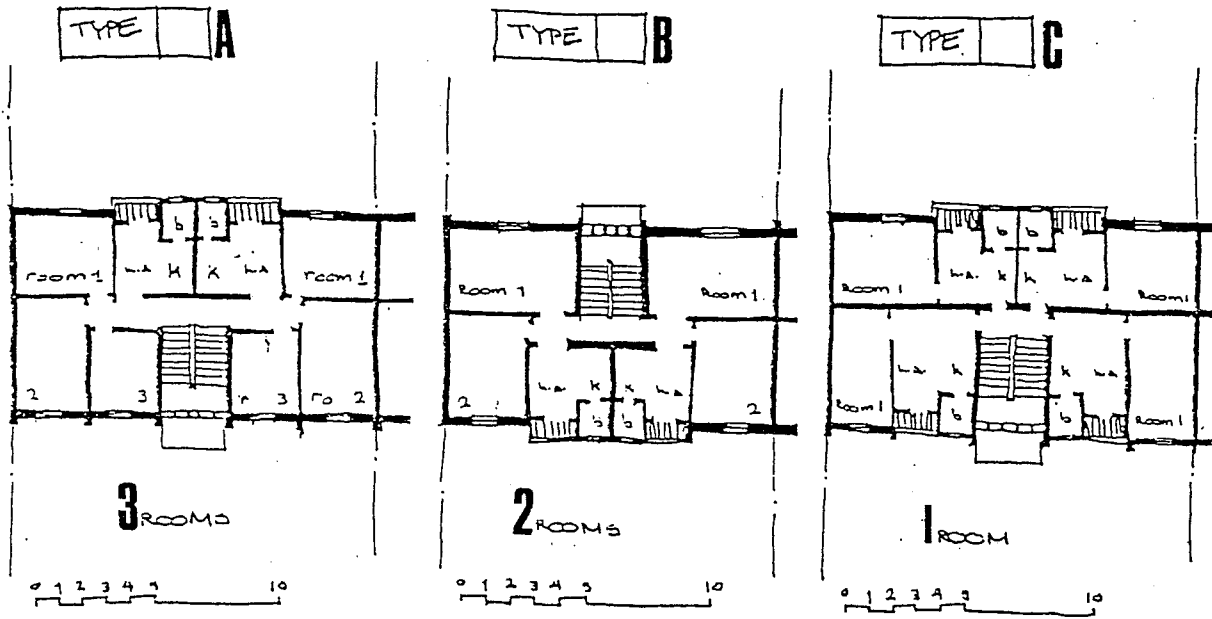 TYPE A
room 1
L.A
K
b
b
K
L.A
room 1
2
3
r 3
ro 2
3 ROOMS
0 1 2 3 4 5 10
TYPE B
Room 1
Room 1.
L.A
K
K
L.A
2
b
b
2
2 ROOMS
0 1 2 3 4 5 10
TYPE C
b
b
Room 1
L.A.
K
K
L.A
Room 1
L.A
K
K
L.A
Room 1
b
b
Room 1
1 ROOM
0 1 2 3 4 5 10